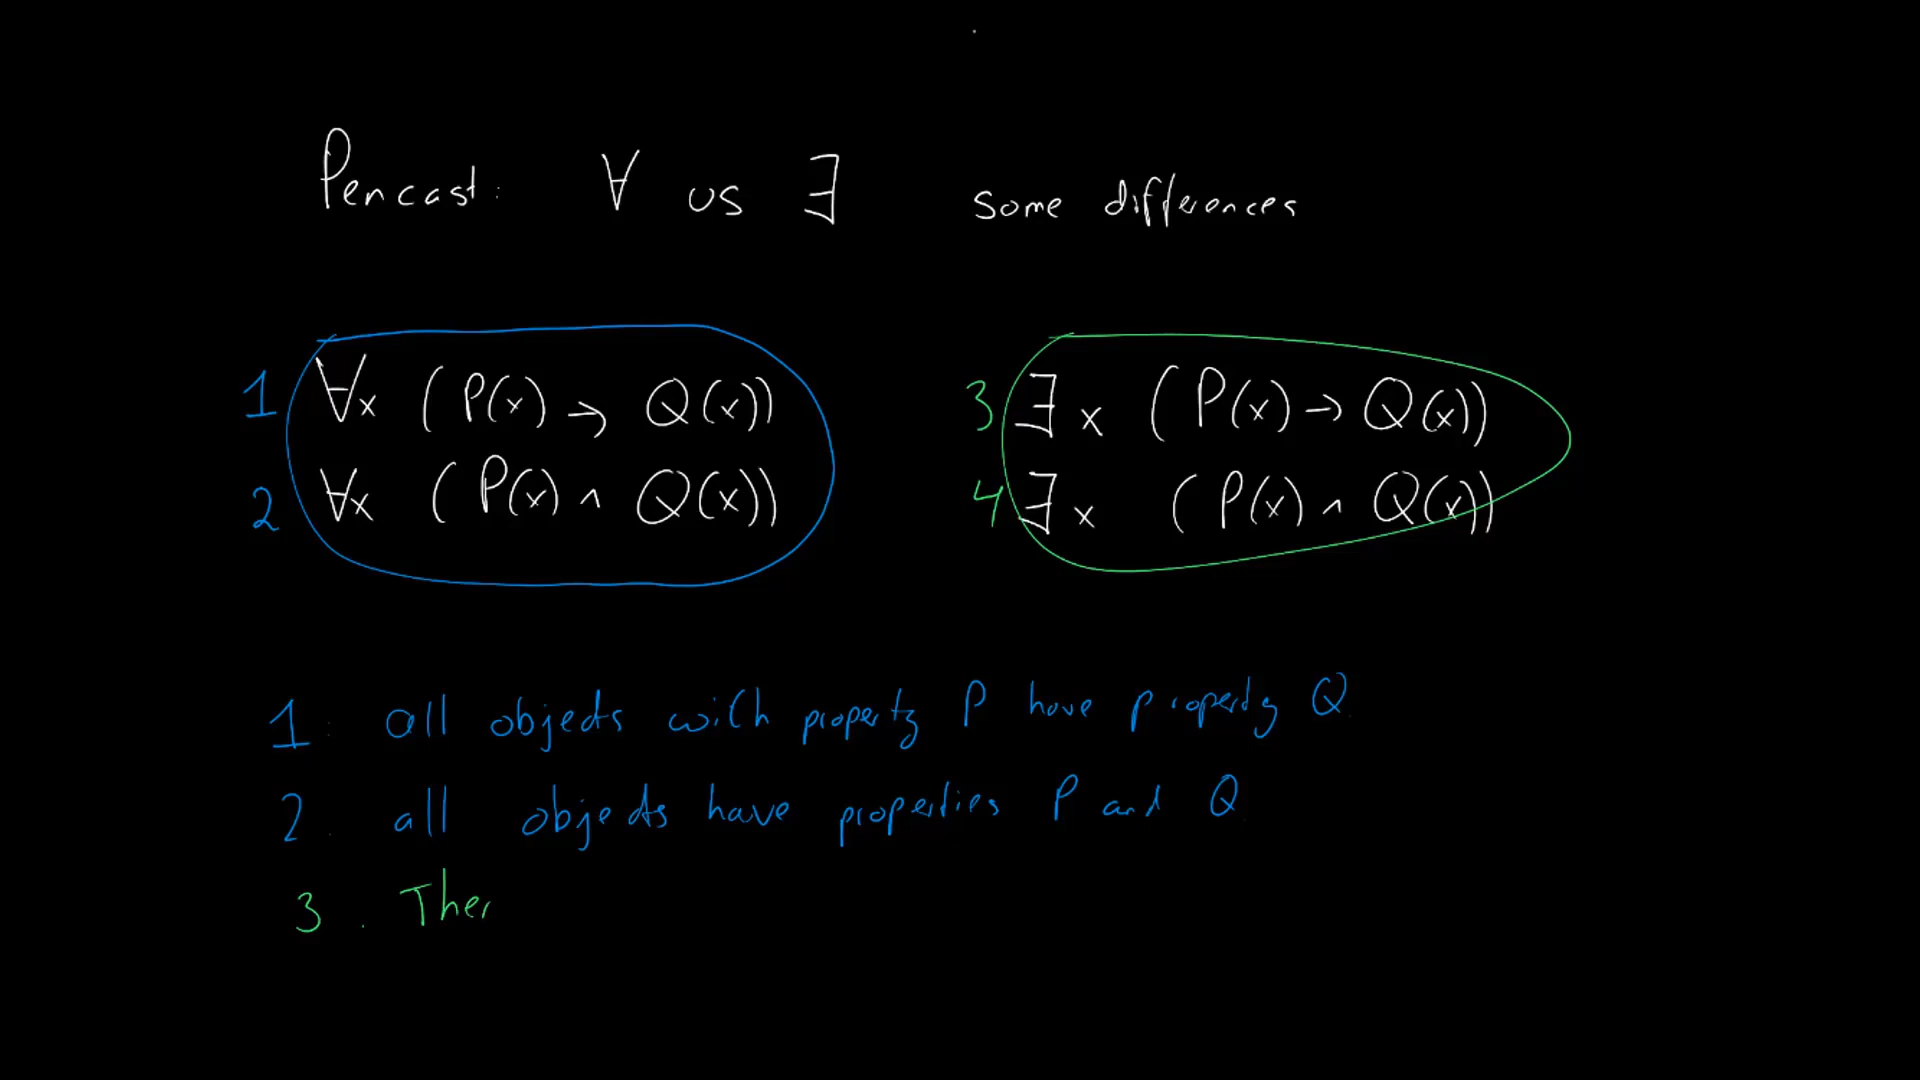 Pencast: ∀ vs ∃ some differences
1 ∀x (P(x) → Q(x))
2 ∀x (P(x) ∧ Q(x))
3 ∃x (P(x) → Q(x))
4 ∃x (P(x) ∧ Q(x))
1: all objects with property P have property Q.
2. all objects have properties P and Q
3. Ther